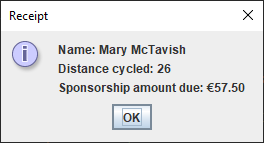 Receipt
Name: Mary McTavish
Distance cycled: 26
Sponsorship amount due: €57.50
OK